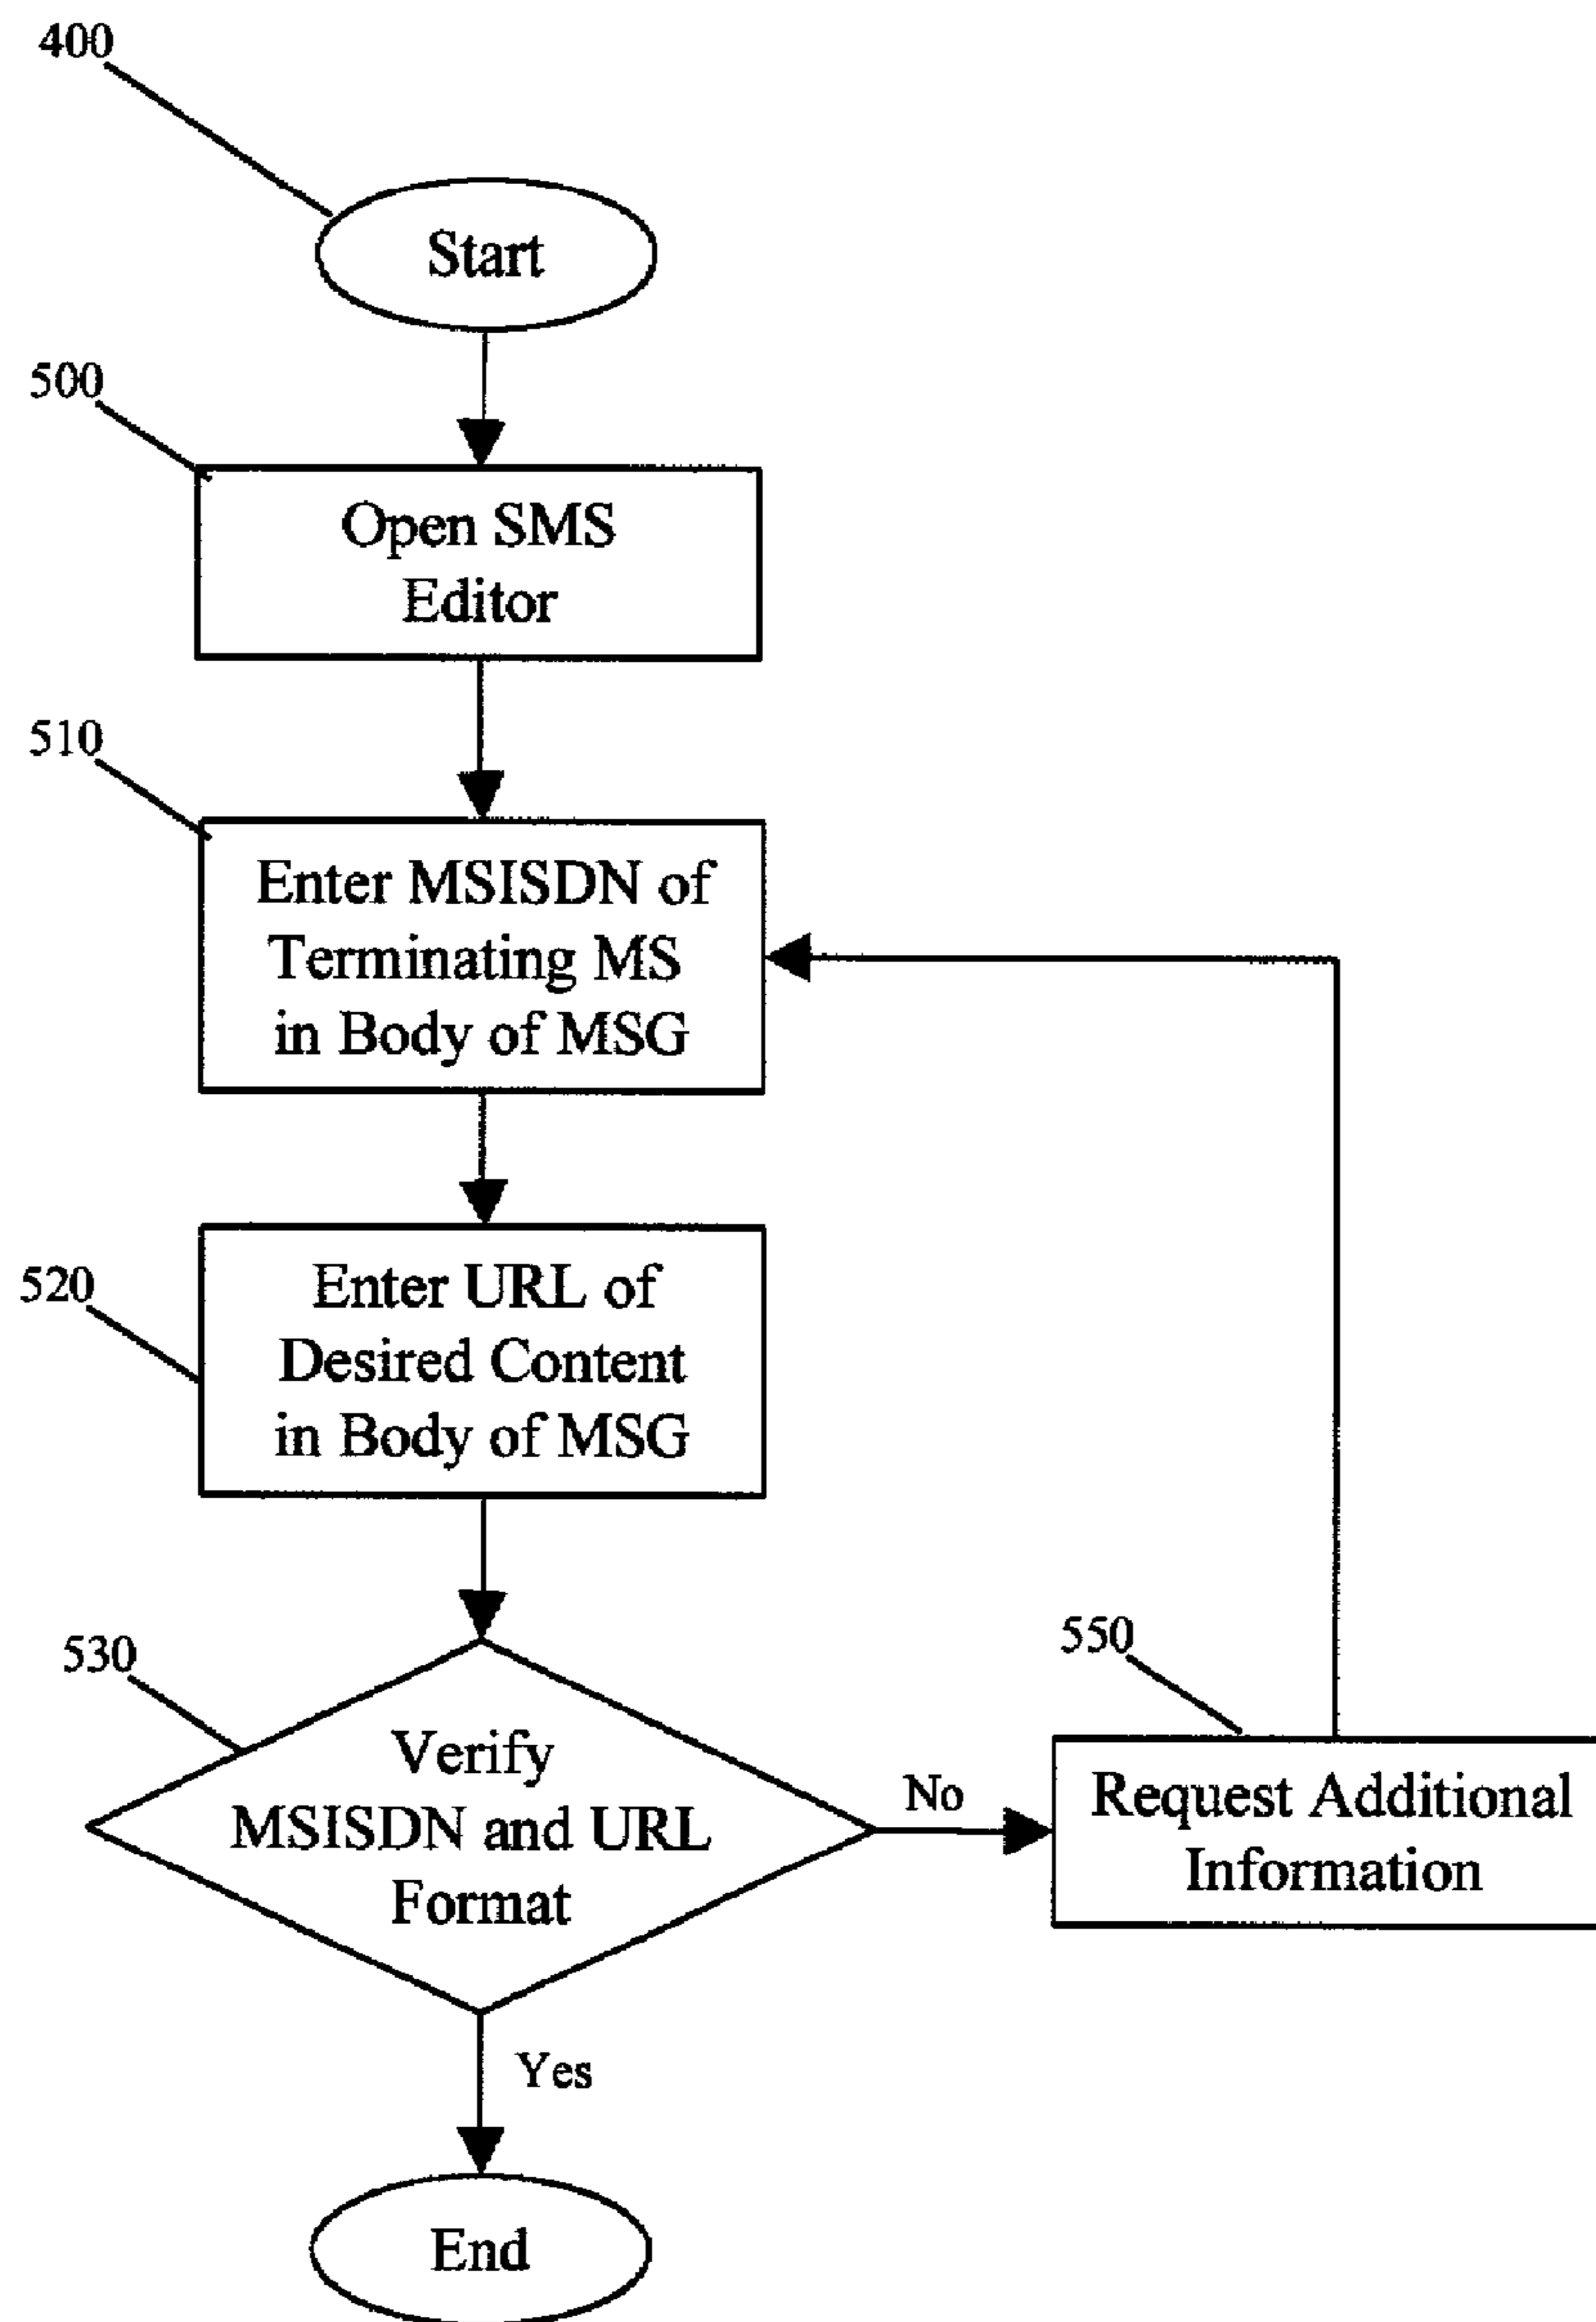 400
Start
500
Open SMS
Editor
510
Enter MSISDN of
Terminating MS
in Body of MSG
520
Enter URL of
Desired Content
in Body of MSG
530
Verify
MSISDN and URL
Format
No
550
Request Additional
Information
Yes
End